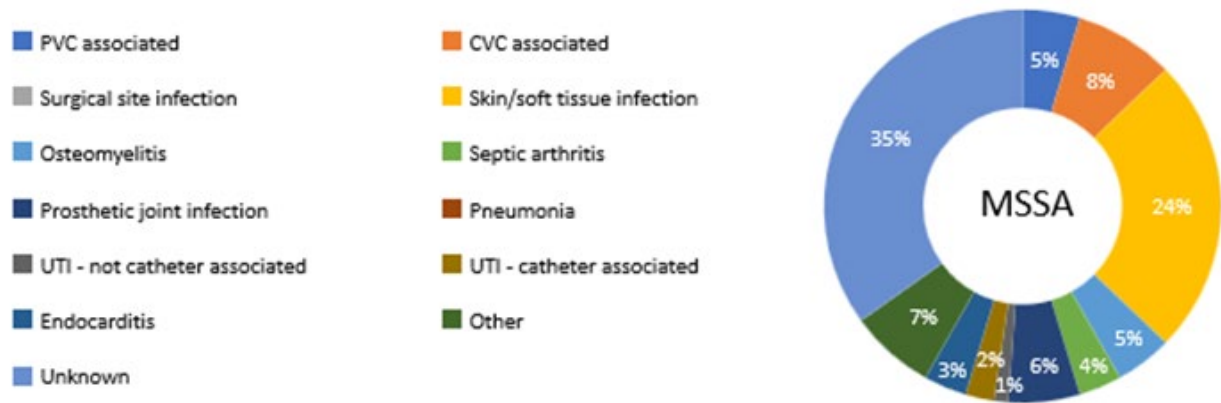 PVC associated
CVC associated
Surgical site infection
Skin/soft tissue infection
Osteomyelitis
Septic arthritis
Prosthetic joint infection
Pneumonia
UTI - not catheter associated
UTI - catheter associated
Endocarditis
Other
Unknown
5%
8%
24%
5%
4%
6%
1%
2%
3%
7%
35%
MSSA